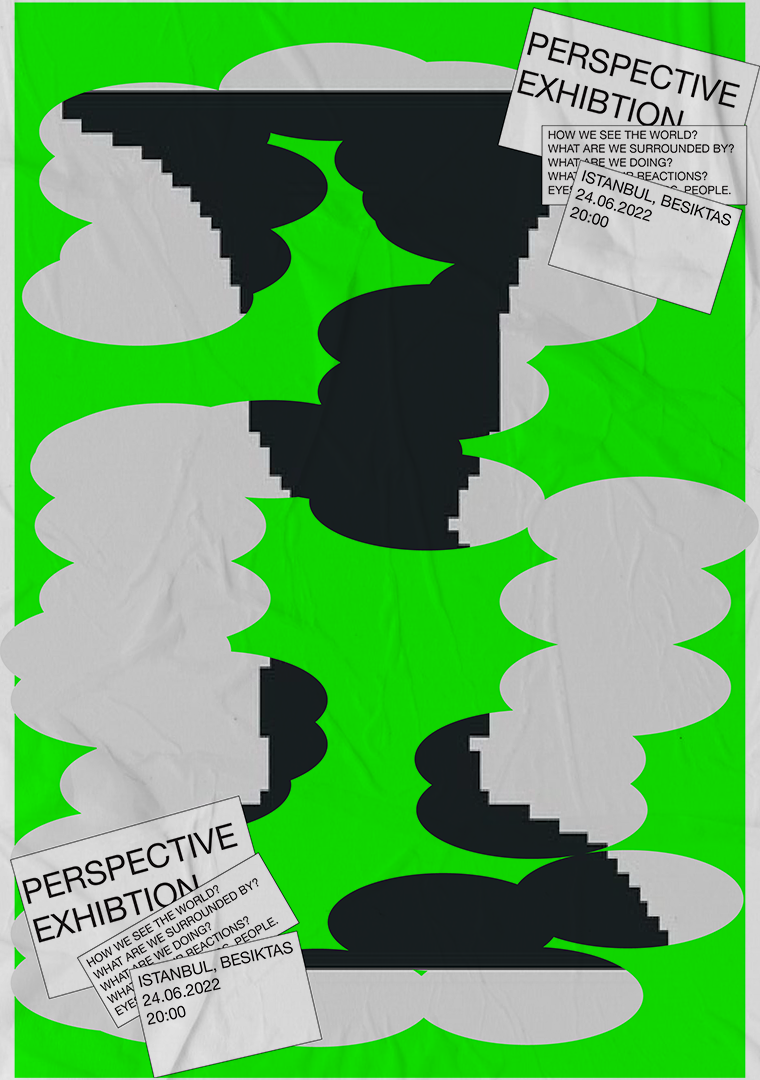 PERSPECTIVE
EXHIBTION
HOW WE SEE THE WORLD?
WHAT ARE WE SURROUNDED BY?
WHAT ARE WE DOING?
WHAT REACTIONS?
PEOPLE.
ISTANBUL, BESIKTAS
24.06.2022
20:00
PERSPECTIVE
EXHIBTION
HOW WE SEE THE WORLD?
WHAT ARE WE SURROUNDED BY?
WHAT ARE WE DOING?
REACTIONS?
PEOPLE.
ISTANBUL, BESIKTAS
24.06.2022
20:00